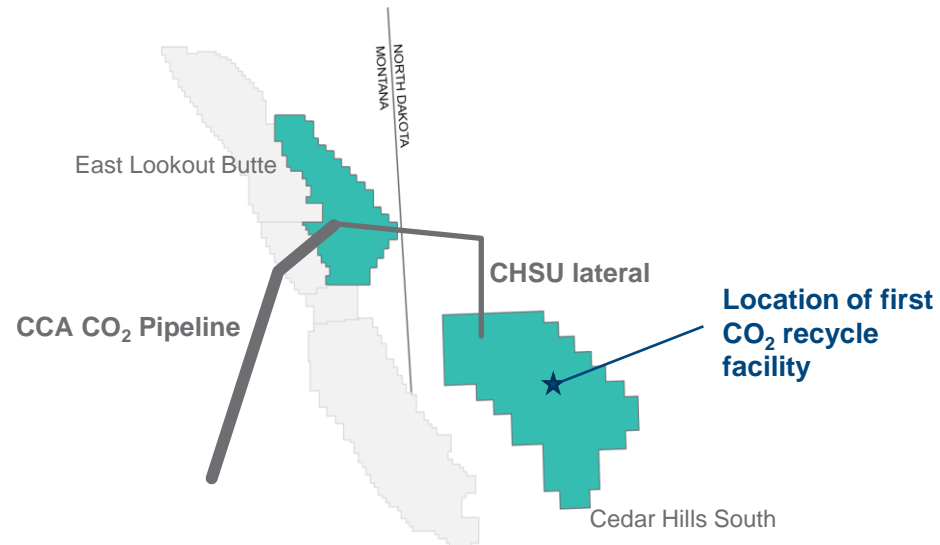 NORTH DAKOTA
MONTANA
East Lookout Butte
CHSU lateral
CCA CO₂ Pipeline
Location of first
CO₂ recycle
facility
Cedar Hills South